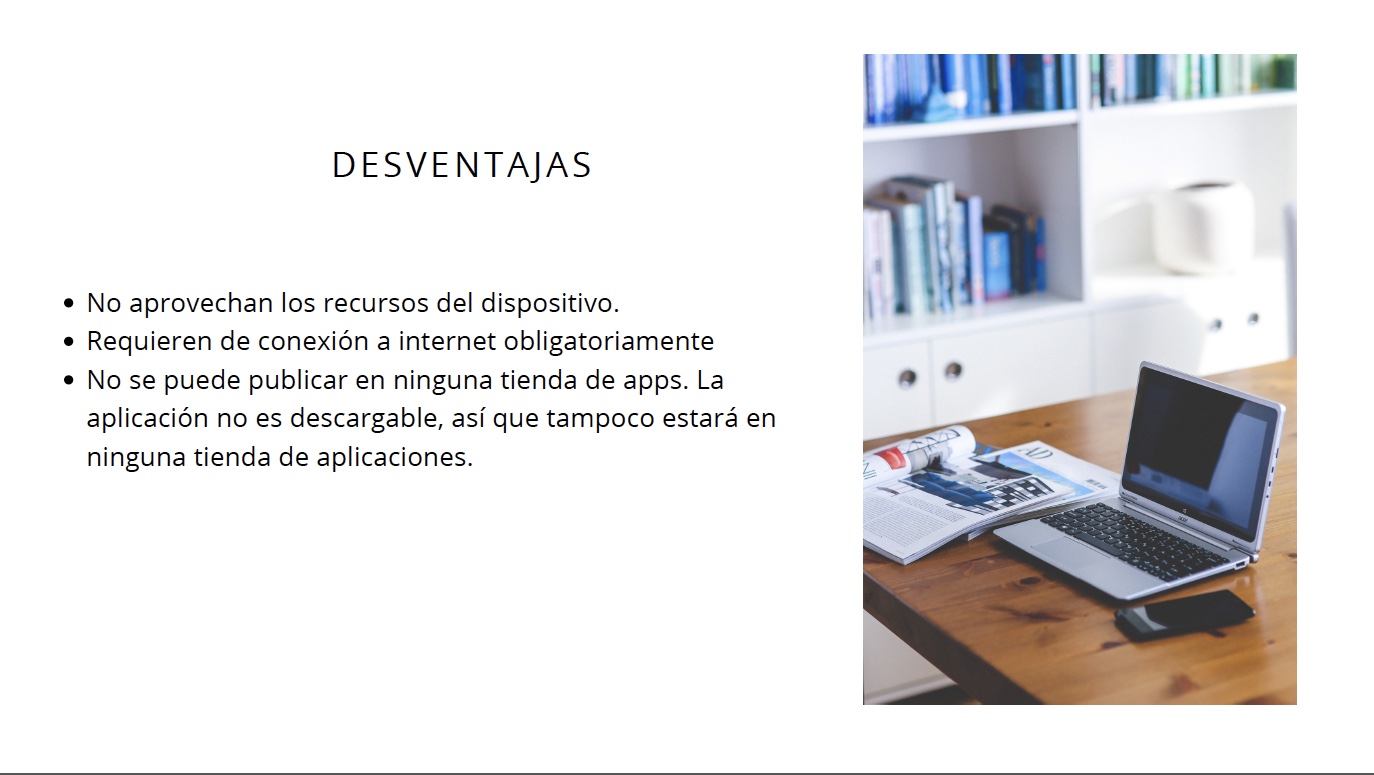 DESVENTAJAS
No aprovechan los recursos del dispositivo.
Requieren de conexión a internet obligatoriamente
No se puede publicar en ninguna tienda de apps. La
aplicación no es descargable, así que tampoco estará en
ninguna tienda de aplicaciones.
AD